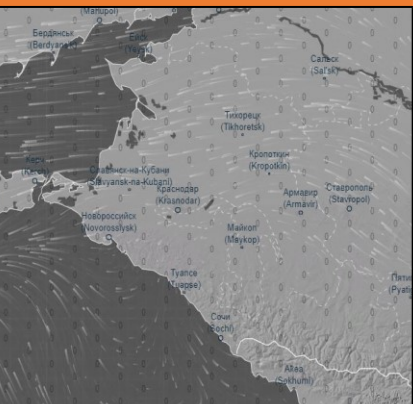 (Mariupol)
Бердянськ
(Berdyansk)
Ейск
(Yeysk)
Сальск
(Sal'sk)
Тихорецк
(Tikhoretsk)
Кропоткин
(Kropotkin)
Славянск-на-Кубани
(Slavyansk-na-Kubani)
Краснодар
(Krasnodar)
Армавир
(Armavir)
Ставрополь
(Stavropol)
Новороссийск
(Novorossiysk)
Майкоп
(Maykop)
Туапсе
(Tuapse)
Сочи
(Sochi)
(Sokhumi)